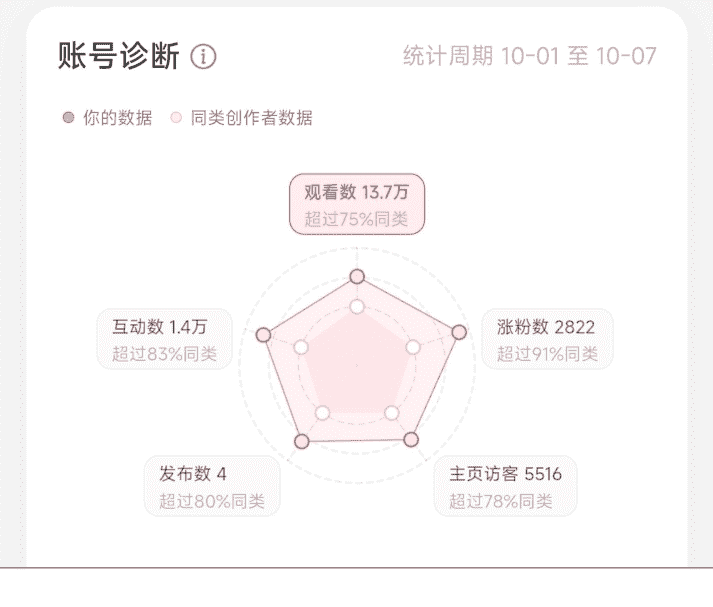 账号诊断
统计周期 10-01 至 10-07
你的数据 同类创作者数据
观看数 13.7万
超过75%同类
互动数 1.4万
超过83%同类
涨粉数 2822
超过91%同类
发布数 4
超过80%同类
主页访客 5516
超过78%同类